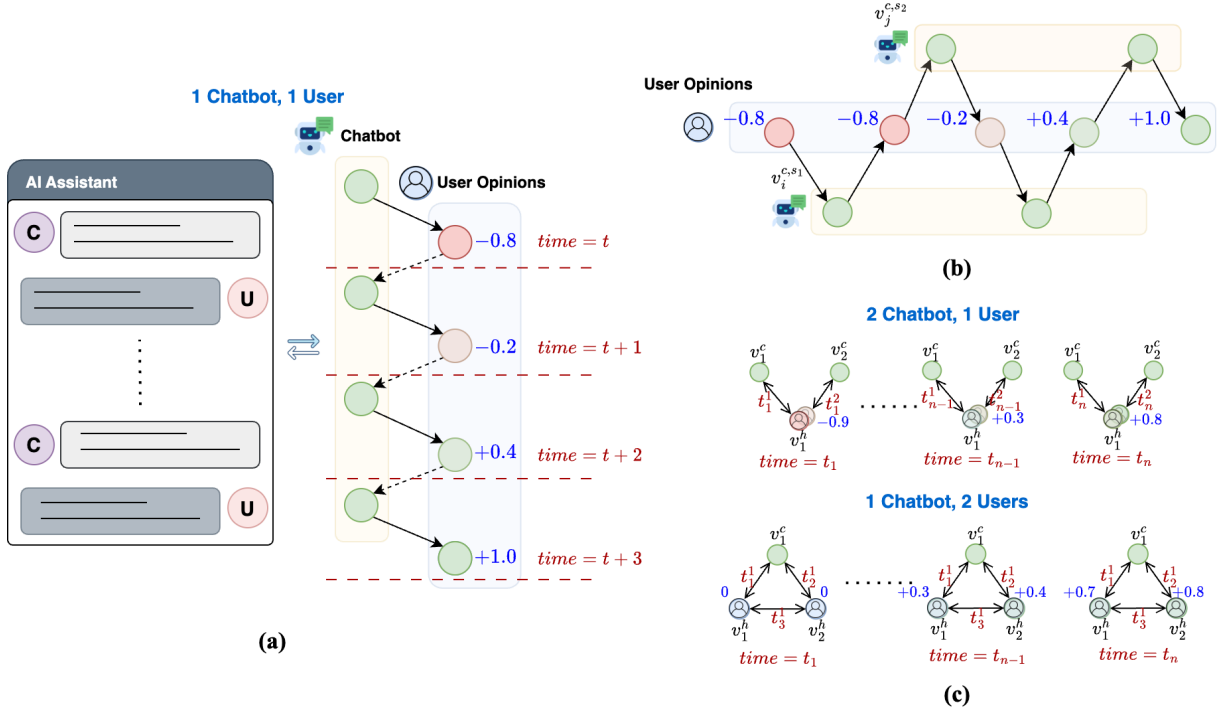 1 Chatbot, 1 User
Chatbot
AI Assistant
User Opinions
C
U
C
U
−0.8
time = t
−0.2
time = t + 1
+0.4
time = t + 2
+1.0
time = t + 3
(a)
v_j^{c,s_2}
User Opinions
−0.8
−0.8
−0.2
+0.4
+1.0
v_i^{c,s_1}
(b)
2 Chatbot, 1 User
v_1^c
v_2^c
v_1^c
v_2^c
v_1^c
v_2^c
t_1^1
t_1^2
t_{n−1}^1
t_{n−1}^2
t_n^1
t_n^2
−0.9
+0.3
+0.8
v_1^h
v_1^h
v_1^h
time = t_1
time = t_{n−1}
time = t_n
1 Chatbot, 2 Users
v_1^c
v_1^c
v_1^c
t_1^1
t_2^1
t_1^1
t_2^1
t_1^1
t_2^1
0
0
+0.3
+0.4
+0.7
+0.8
t_3^1
t_3^1
t_3^1
v_1^h
v_2^h
v_1^h
v_2^h
v_1^h
v_2^h
time = t_1
time = t_{n−1}
time = t_n
(c)